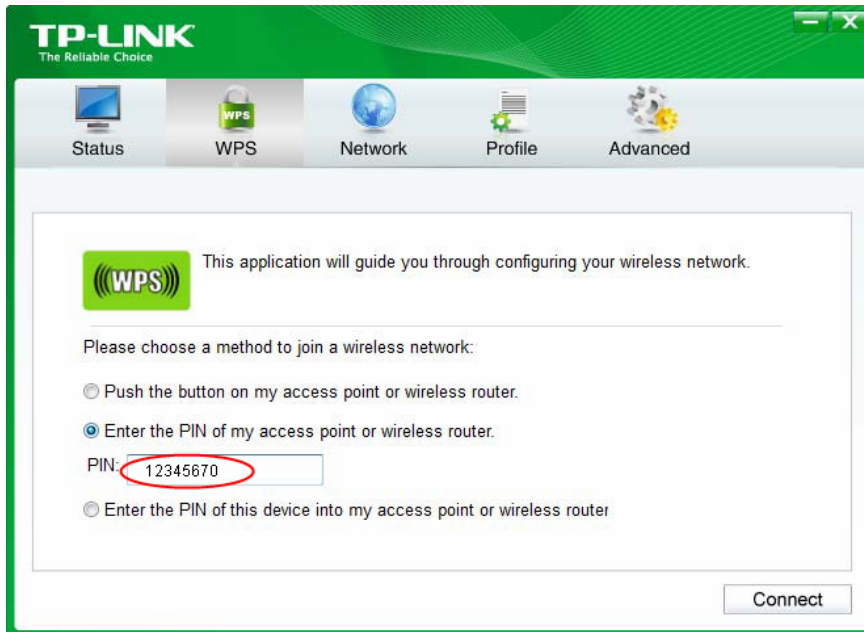 TP-LINK
The Reliable Choice
Status WPS Network Profile Advanced
WPS
(((WPS)))
This application will guide you through configuring your wireless network.
Please choose a method to join a wireless network:
Push the button on my access point or wireless router.
Enter the PIN of my access point or wireless router.
PIN: 12345670
Enter the PIN of this device into my access point or wireless router
Connect